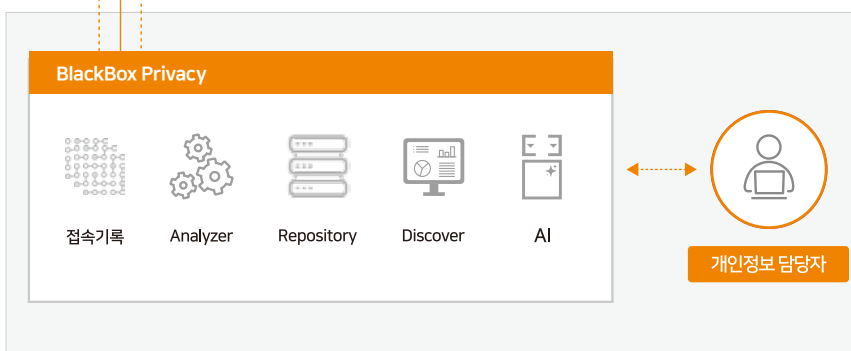 BlackBox Privacy
접속기록
Analyzer
Repository
Discover
AI
개인정보 담당자